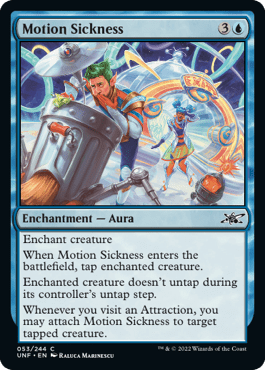 Motion Sickness 3
Enchantment — Aura
Enchant creature
When Motion Sickness enters the
battlefield, tap enchanted creature.
Enchanted creature doesn't untap during
its controller's untap step.
Whenever you visit an Attraction, you
may attach Motion Sickness to target
tapped creature.
053/244 C
UNF • EN Raluca Marinescu
™ & © 2022 Wizards of the Coast